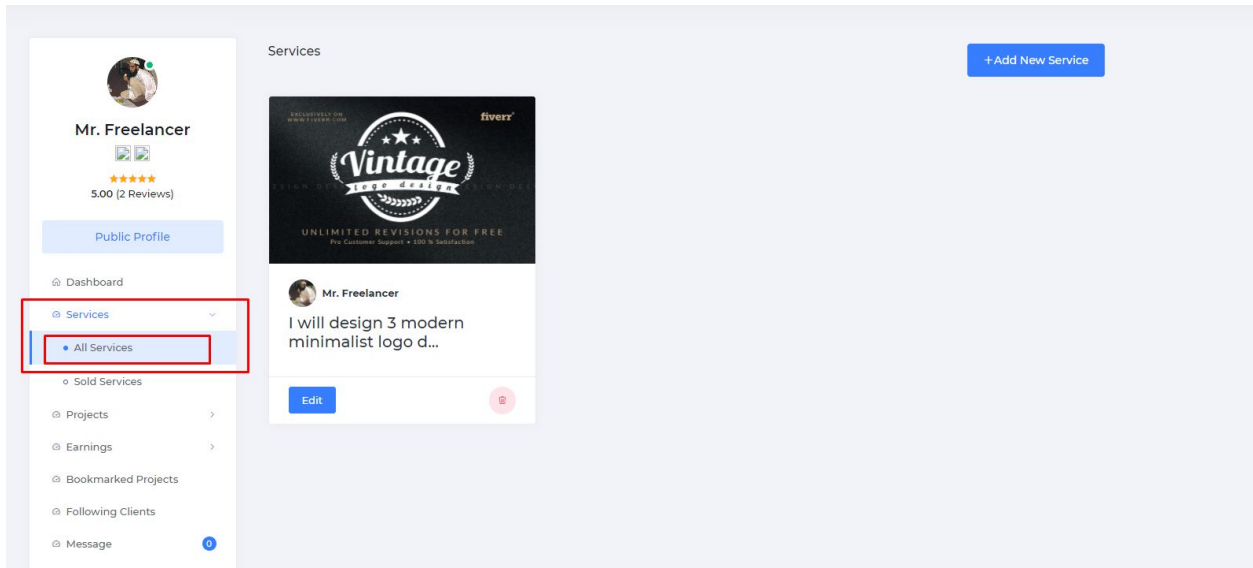 Mr. Freelancer
5.00 (2 Reviews)
Public Profile
Dashboard
Services
All Services
Sold Services
Projects
Earnings
Bookmarked Projects
Following Clients
Message
0
Services
+Add New Service
EXCLUSIVELY ON
WWW.FIVERR.COM
fiverr
Vintage
logo design
UNLIMITED REVISIONS FOR FREE
Pro Customer Support • 100 % Satisfaction
Mr. Freelancer
I will design 3 modern
minimalist logo d...
Edit